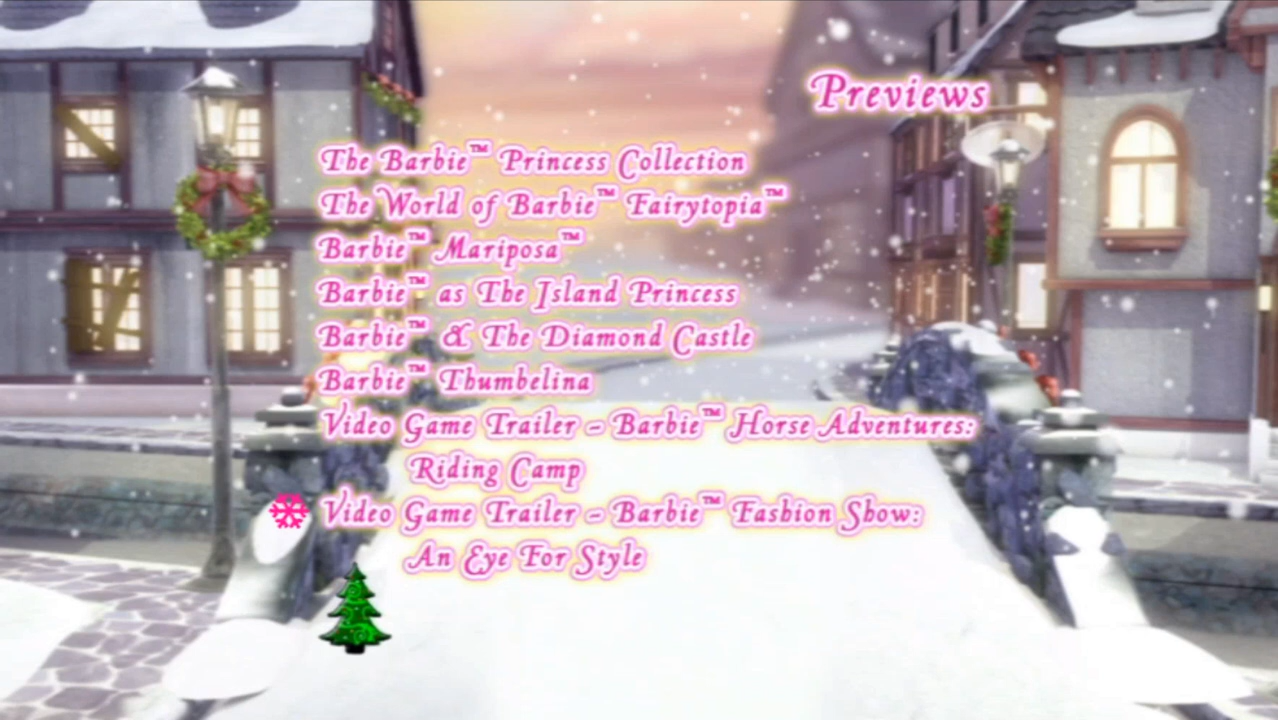 Previews
The Barbie™ Princess Collection
The World of Barbie™ Fairytopia™
Barbie™ Mariposa™
Barbie™ as The Island Princess
Barbie™ & The Diamond Castle
Barbie™ Thumbelina
Video Game Trailer - Barbie™ Horse Adventures:
Riding Camp
Video Game Trailer - Barbie™ Fashion Show:
An Eye For Style